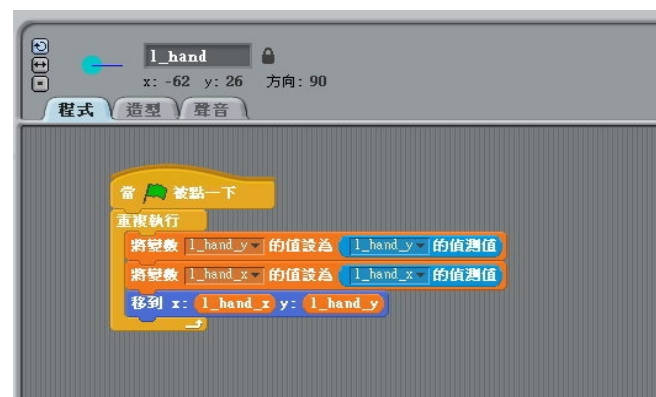 l_hand
x: -62 y: 26 方向: 90
程式 造型 聲音
當 被點一下
重複執行
將變數 l_hand_y 的值設為 l_hand_y 的偵測值
將變數 l_hand_x 的值設為 l_hand_x 的偵測值
移到 x: l_hand_x y: l_hand_y